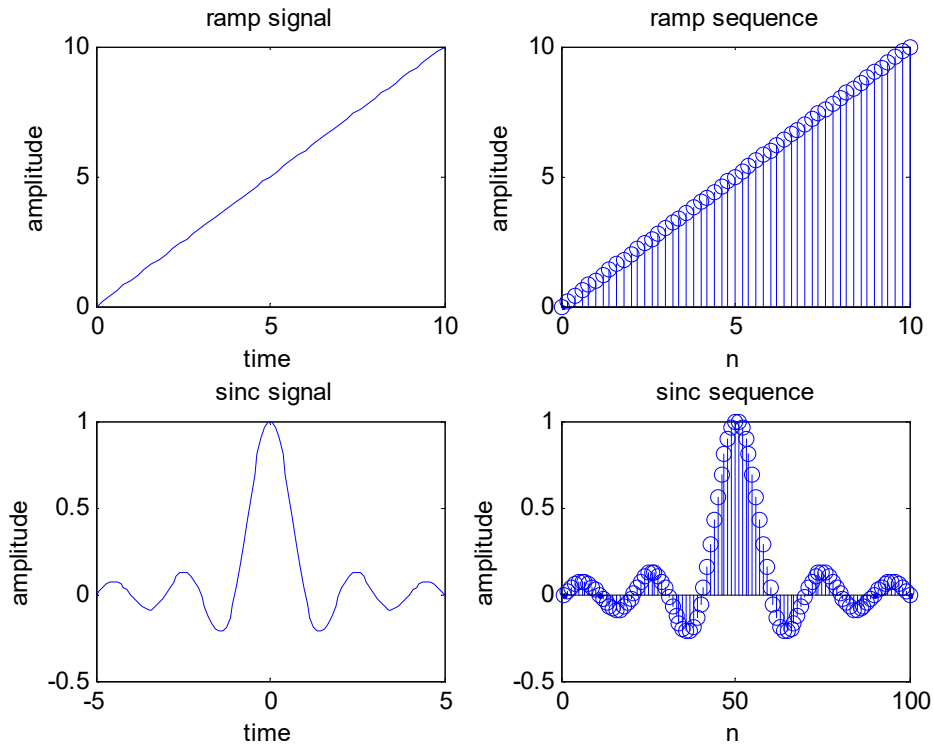 ramp signal
10
5
0
0 5 10
amplitude
time
ramp sequence
10
5
0
0 5 10
amplitude
n
sinc signal
1
0.5
0
-0.5
-5 0 5
amplitude
time
sinc sequence
1
0.5
0
-0.5
0 50 100
amplitude
n